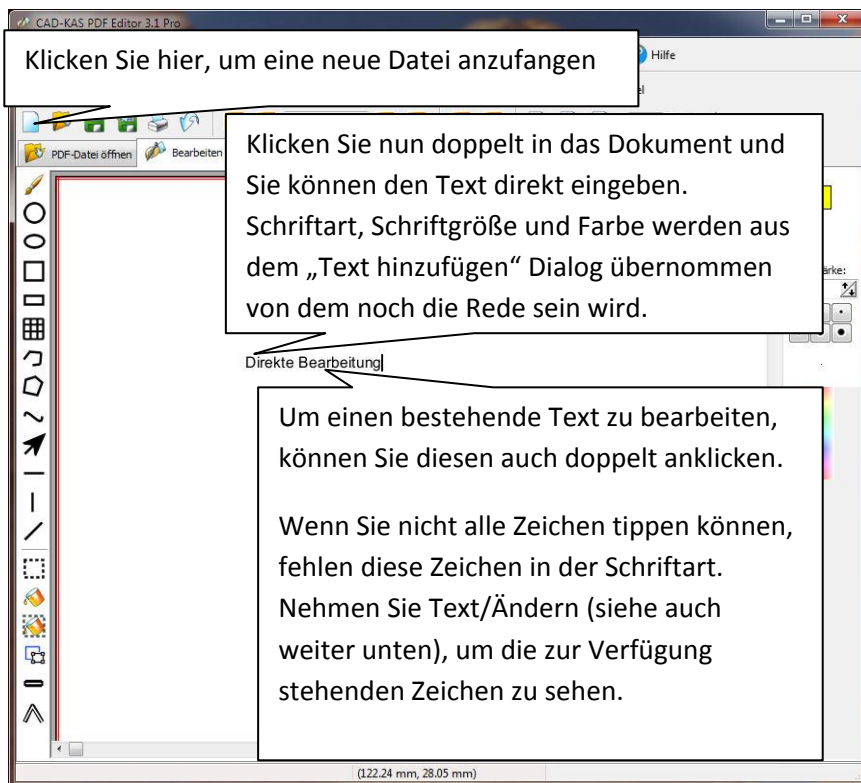 CAD-KAS PDF Editor 3.1 Pro
Hilfe
Klicken Sie hier, um eine neue Datei anzufangen
PDF-Datei öffnen Bearbeiten
Klicken Sie nun doppelt in das Dokument und
Sie können den Text direkt eingeben.
Schriftart, Schriftgröße und Farbe werden aus
dem „Text hinzufügen“ Dialog übernommen
von dem noch die Rede sein wird.
Direkte Bearbeitung
Um einen bestehende Text zu bearbeiten,
können Sie diesen auch doppelt anklicken.
Wenn Sie nicht alle Zeichen tippen können,
fehlen diese Zeichen in der Schriftart.
Nehmen Sie Text/Ändern (siehe auch
weiter unten), um die zur Verfügung
stehenden Zeichen zu sehen.
(122.24 mm, 28.05 mm)